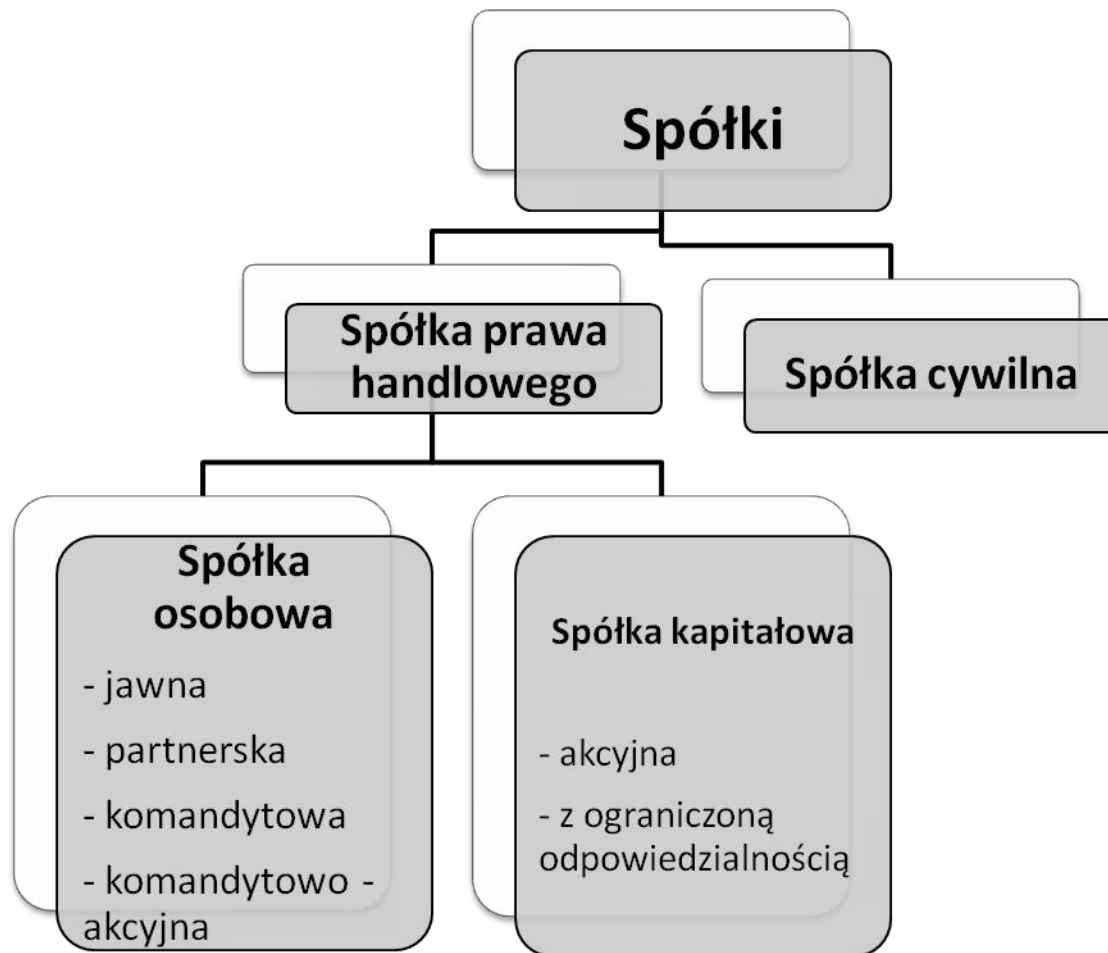 Spółki
Spółka prawa
handlowego
Spółka cywilna
Spółka
osobowa
- jawna
- partnerska
- komandytowa
- komandytowo -
akcyjna
Spółka kapitałowa
- akcyjna
- z ograniczoną
odpowiedzialnością